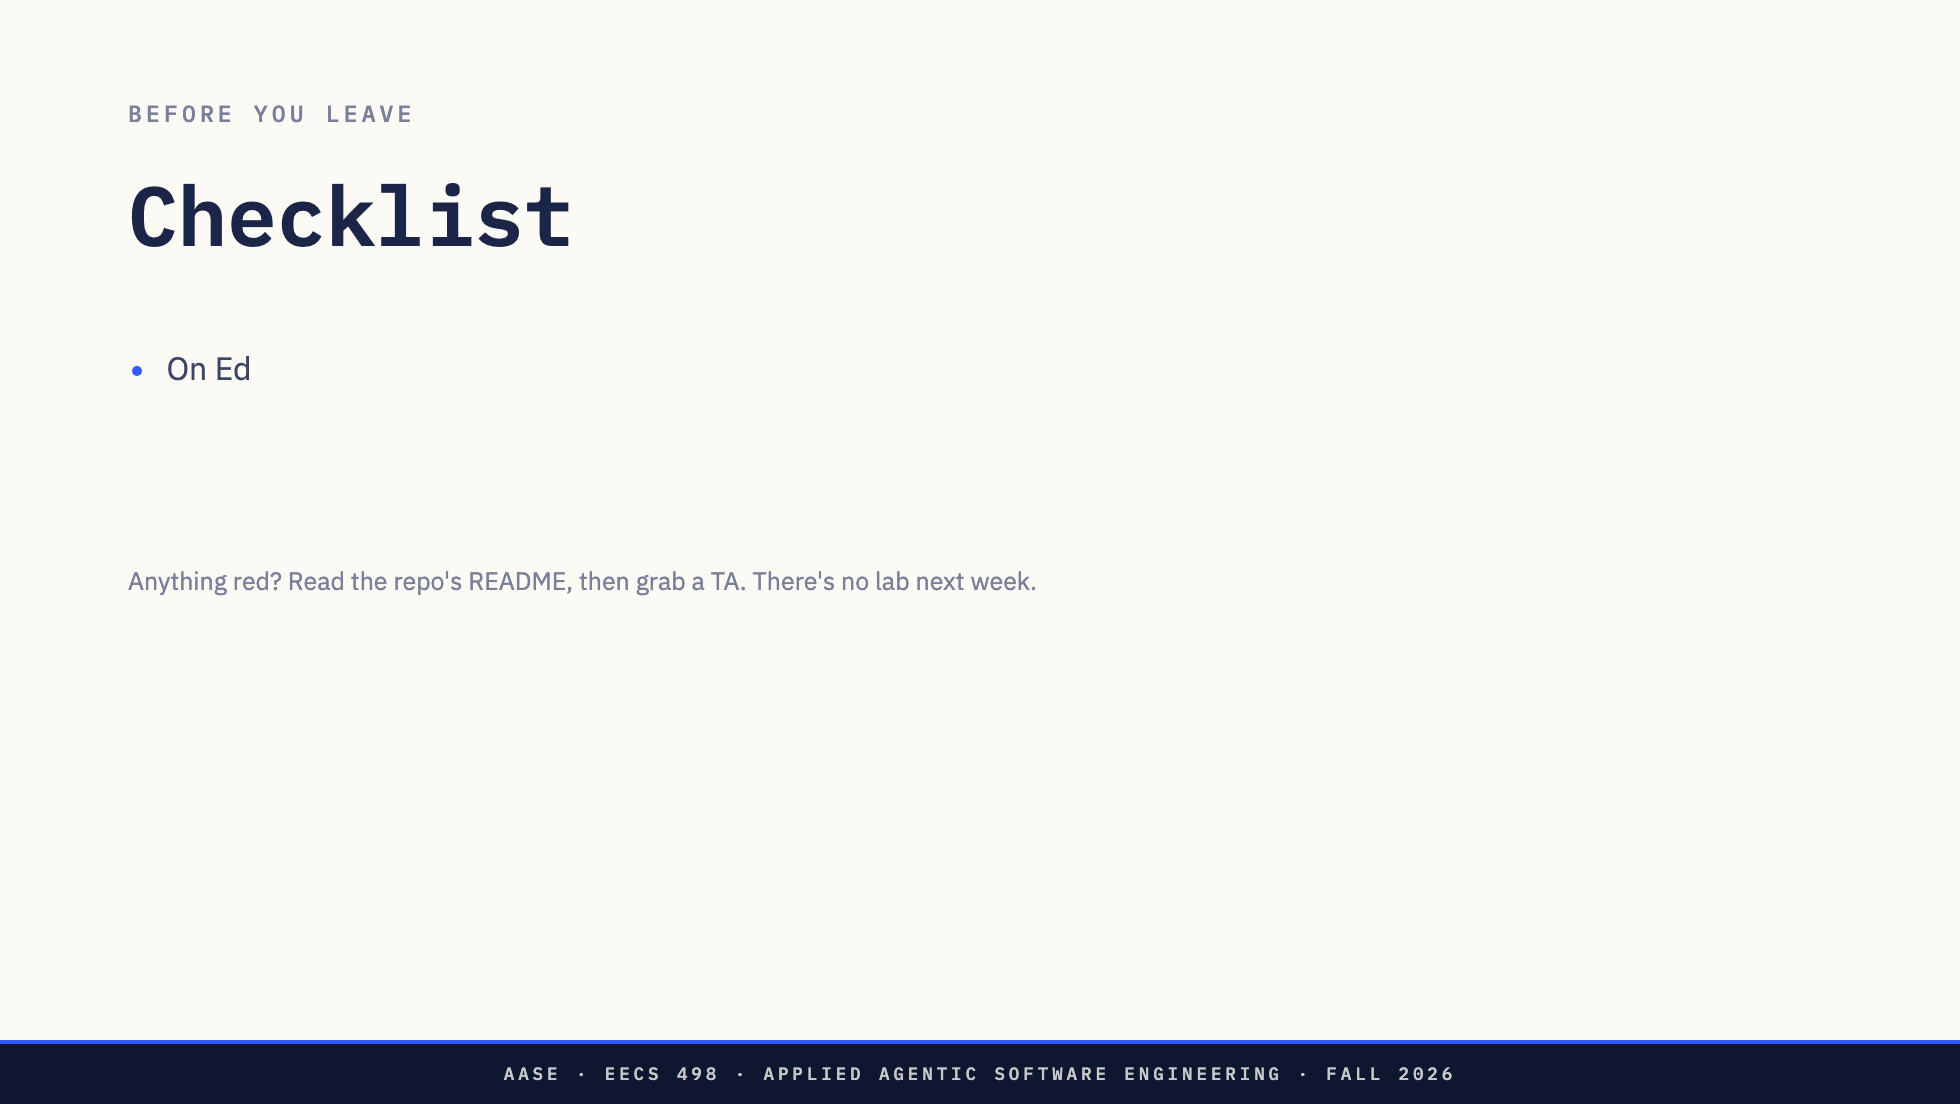 BEFORE YOU LEAVE
Checklist
• On Ed
Anything red? Read the repo's README, then grab a TA. There's no lab next week.
AASE · EECS 498 · APPLIED AGENTIC SOFTWARE ENGINEERING · FALL 2026